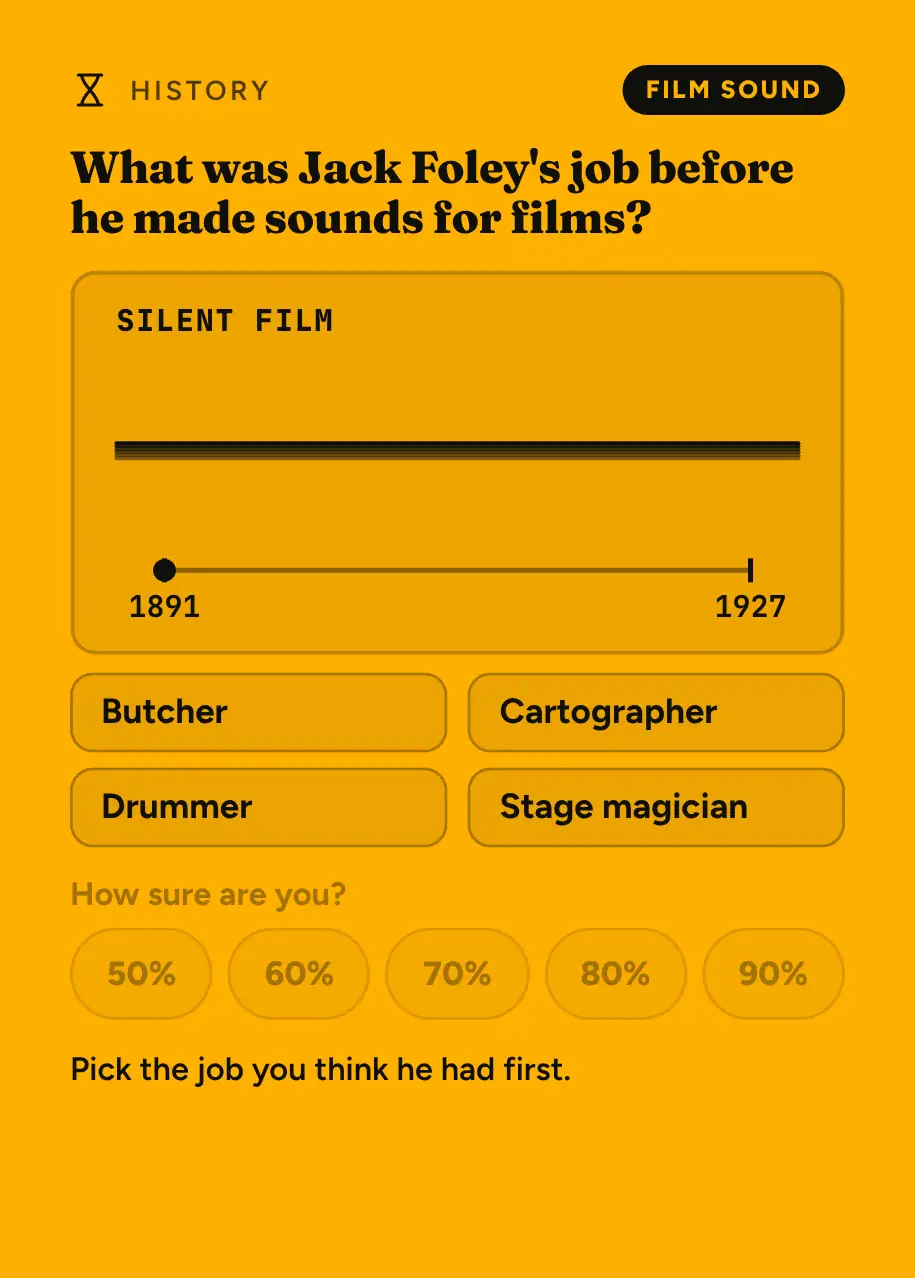 HISTORY
FILM SOUND
What was Jack Foley's job before
he made sounds for films?
SILENT FILM
1891
1927
Butcher
Cartographer
Drummer
Stage magician
How sure are you?
50%
60%
70%
80%
90%
Pick the job you think he had first.